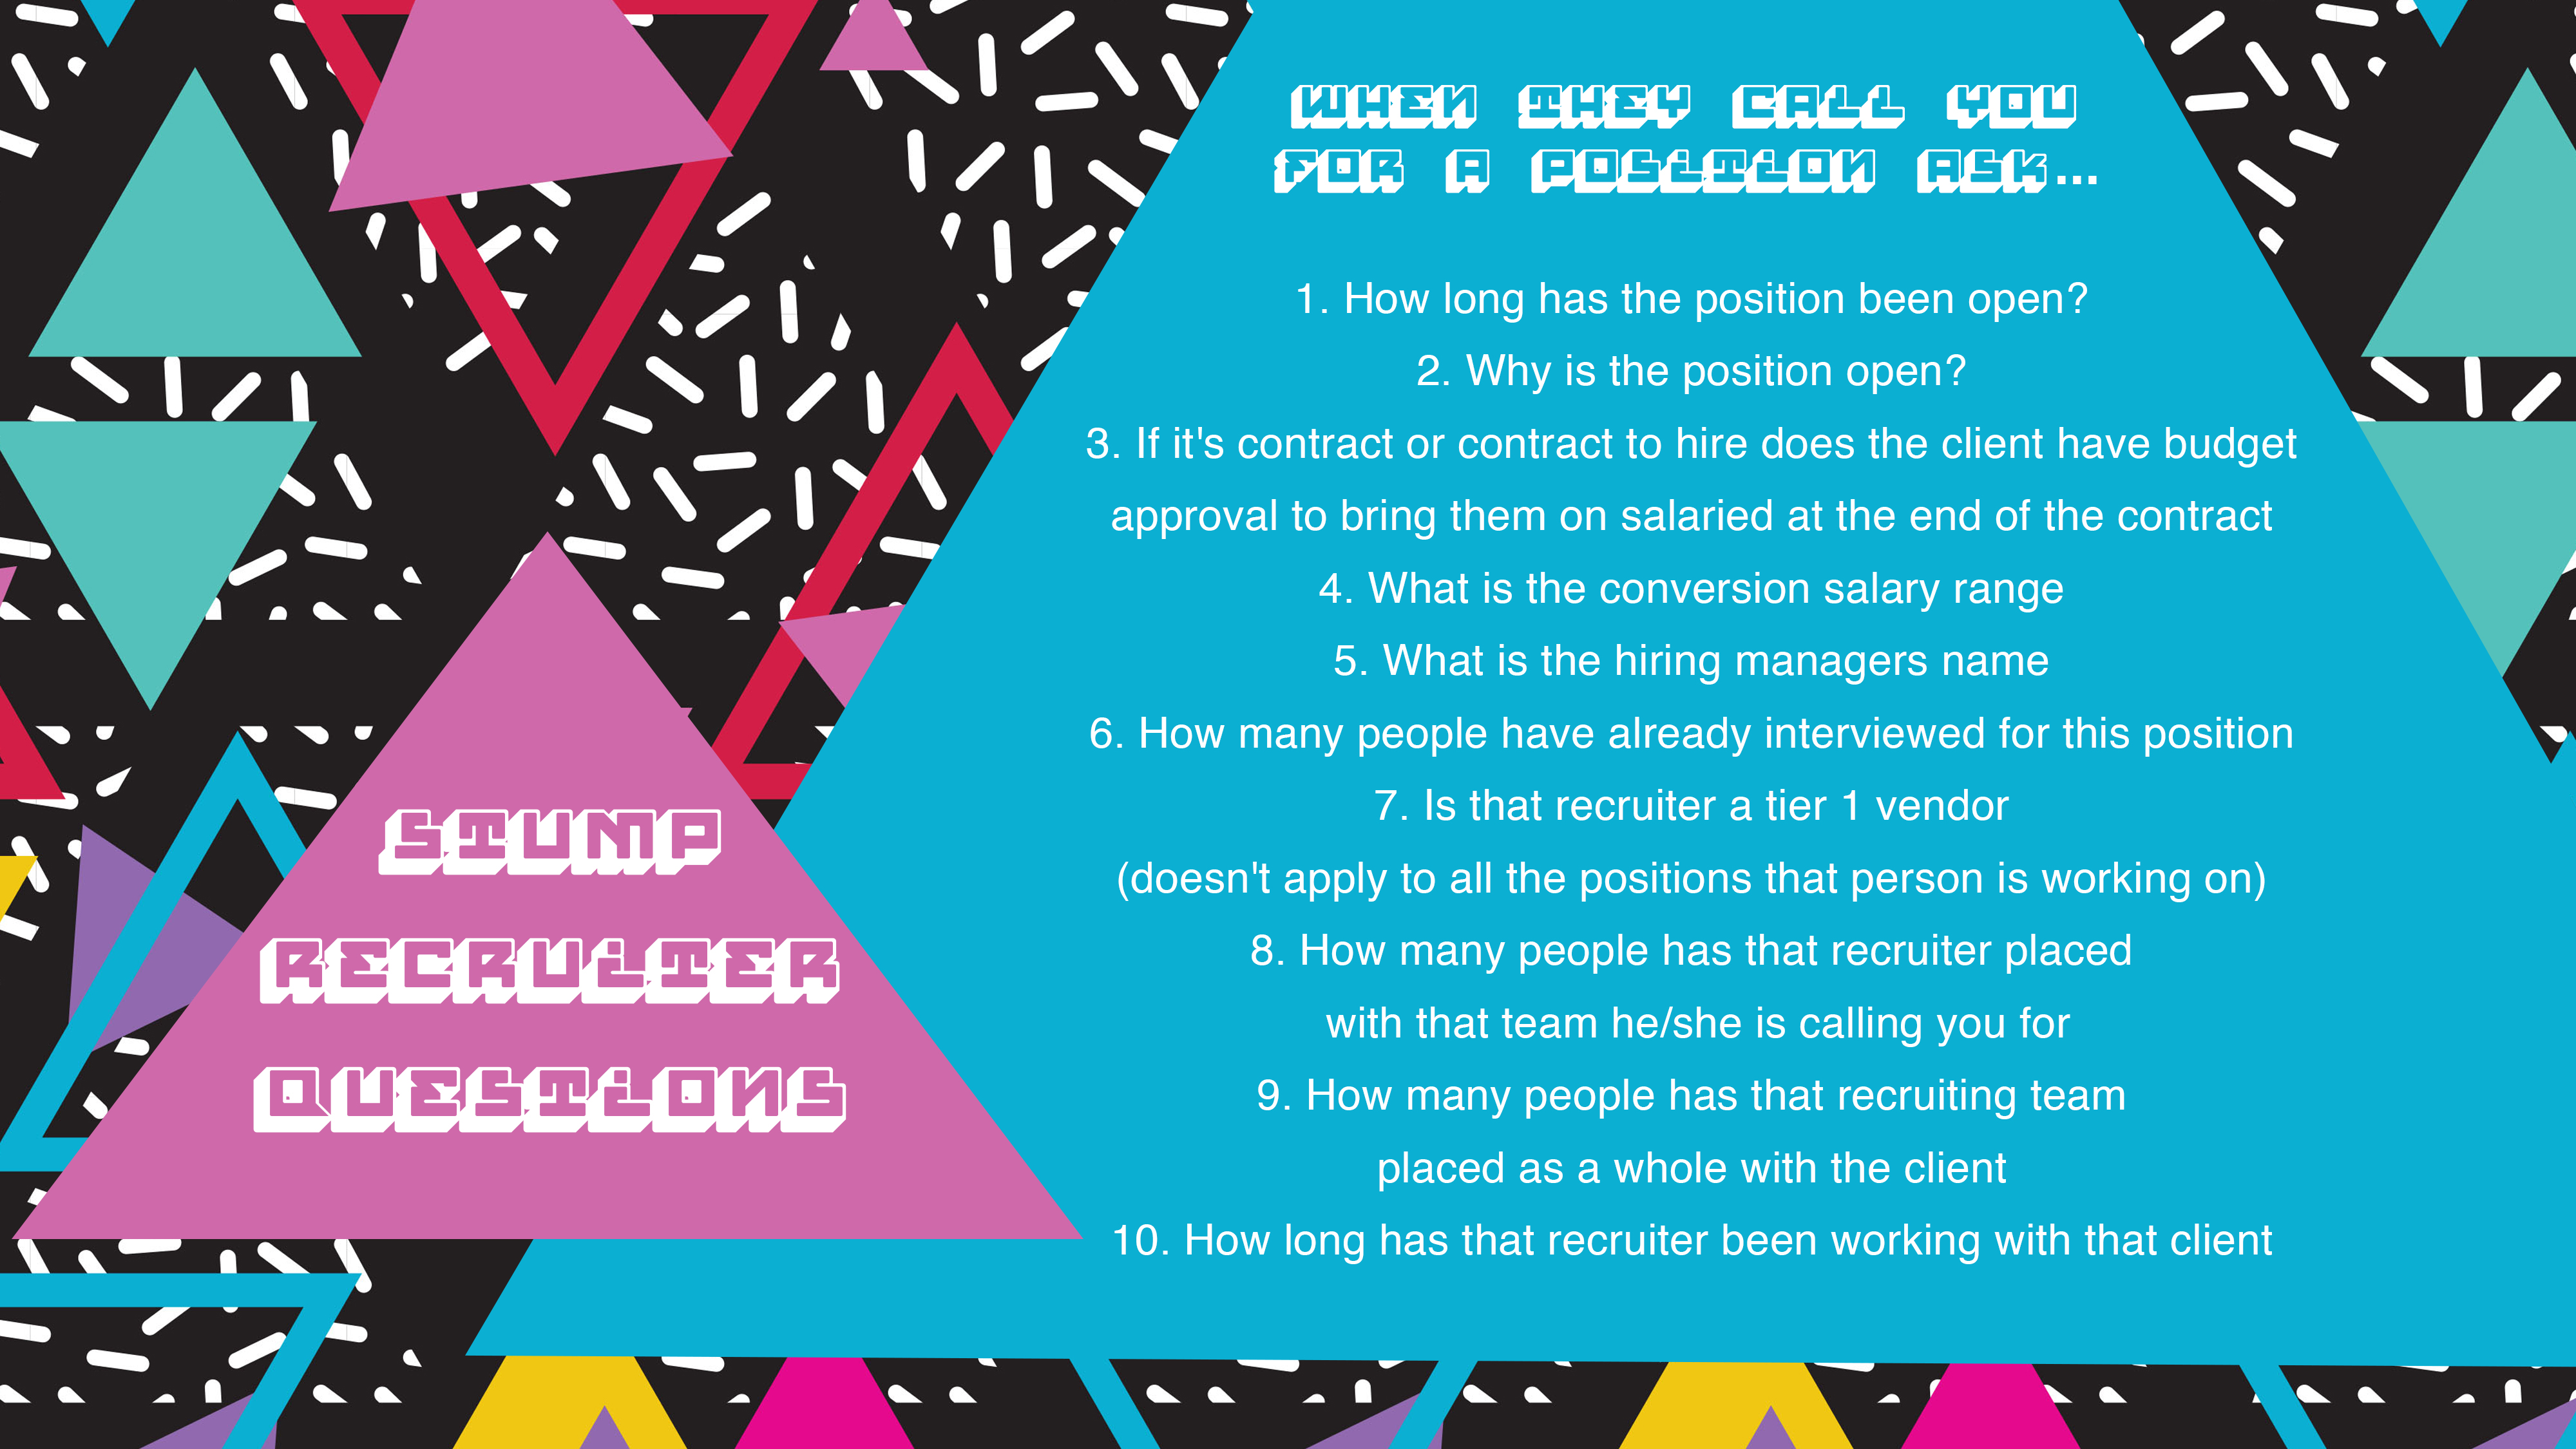 STUMP
RECRUITER
QUESTIONS
WHEN THEY CALL YOU
FOR A POSITION ASK...
1. How long has the position been open?
2. Why is the position open?
3. If it's contract or contract to hire does the client have budget
approval to bring them on salaried at the end of the contract
4. What is the conversion salary range
5. What is the hiring managers name
6. How many people have already interviewed for this position
7. Is that recruiter a tier 1 vendor
(doesn't apply to all the positions that person is working on)
8. How many people has that recruiter placed
with that team he/she is calling you for
9. How many people has that recruiting team
placed as a whole with the client
10. How long has that recruiter been working with that client